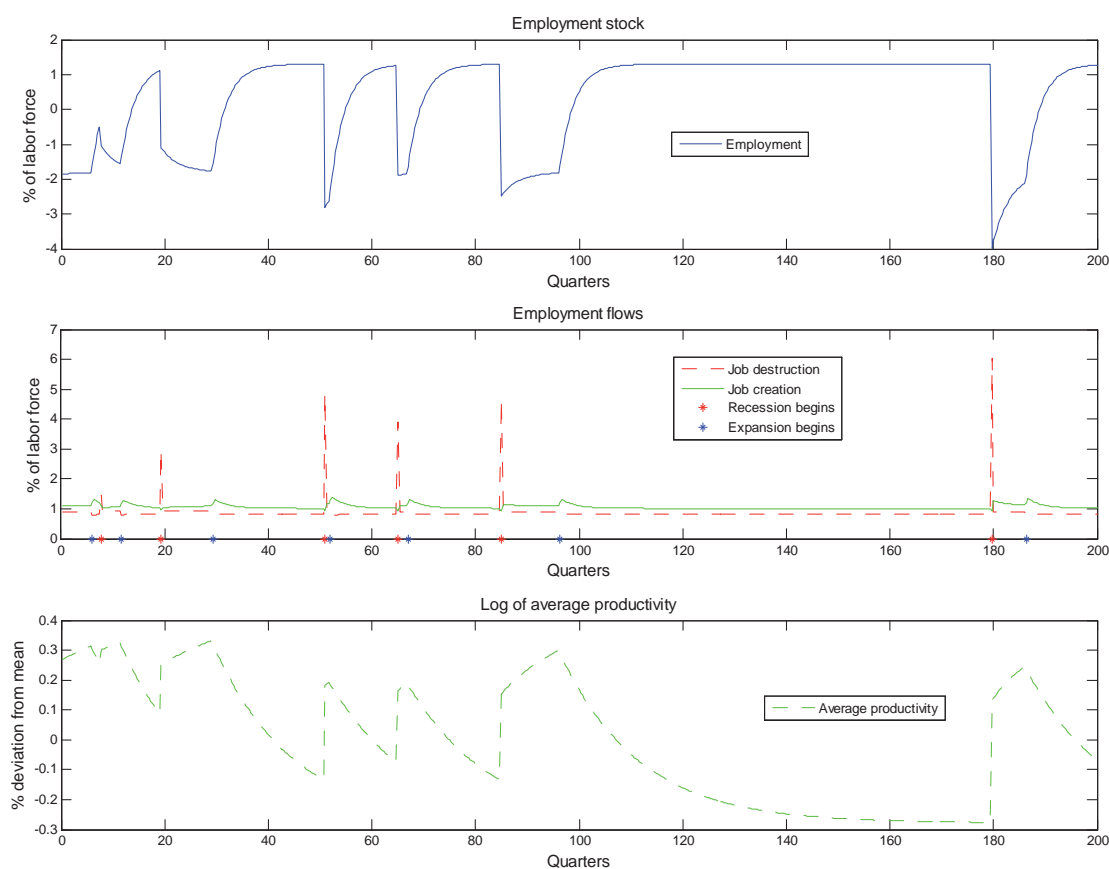 Employment stock
% of labor force
2
1
0
-1
-2
-3
-4
Employment
0 20 40 60 80 100 120 140 160 180 200
Quarters
Employment flows
% of labor force
7
6
5
4
3
2
1
0
Job destruction
Job creation
Recession begins
Expansion begins
0 20 40 60 80 100 120 140 160 180 200
Quarters
Log of average productivity
% deviation from mean
0.4
0.3
0.2
0.1
0
-0.1
-0.2
-0.3
Average productivity
0 20 40 60 80 100 120 140 160 180 200
Quarters